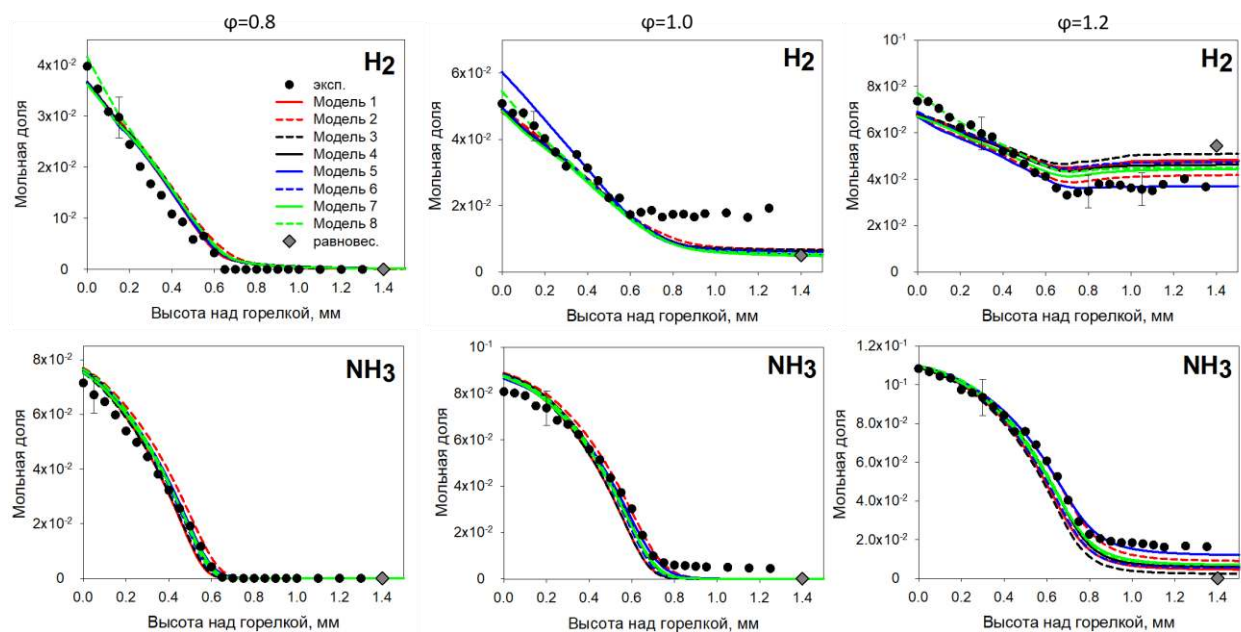 φ=0.8 φ=1.0 φ=1.2
H2
4x10-2
3x10-2
2x10-2
10-2
0
Мольная доля
эксп.
Модель 1
Модель 2
Модель 3
Модель 4
Модель 5
Модель 6
Модель 7
Модель 8
равновес.
0.0 0.2 0.4 0.6 0.8 1.0 1.2 1.4
Высота над горелкой, мм
H2
6x10-2
4x10-2
2x10-2
0
Мольная доля
0.0 0.2 0.4 0.6 0.8 1.0 1.2 1.4
Высота над горелкой, мм
H2
10-1
8x10-2
6x10-2
4x10-2
2x10-2
0
Мольная доля
0.0 0.2 0.4 0.6 0.8 1.0 1.2 1.4
Высота над горелкой, мм
NH3
8x10-2
6x10-2
4x10-2
2x10-2
0
Мольная доля
0.0 0.2 0.4 0.6 0.8 1.0 1.2 1.4
Высота над горелкой, мм
NH3
10-1
8x10-2
6x10-2
4x10-2
2x10-2
0
Мольная доля
0.0 0.2 0.4 0.6 0.8 1.0 1.2 1.4
Высота над горелкой, мм
NH3
1.2x10-1
10-1
8.0x10-2
6.0x10-2
4.0x10-2
2.0x10-2
0
Мольная доля
0.0 0.2 0.4 0.6 0.8 1.0 1.2 1.4
Высота над горелкой, мм